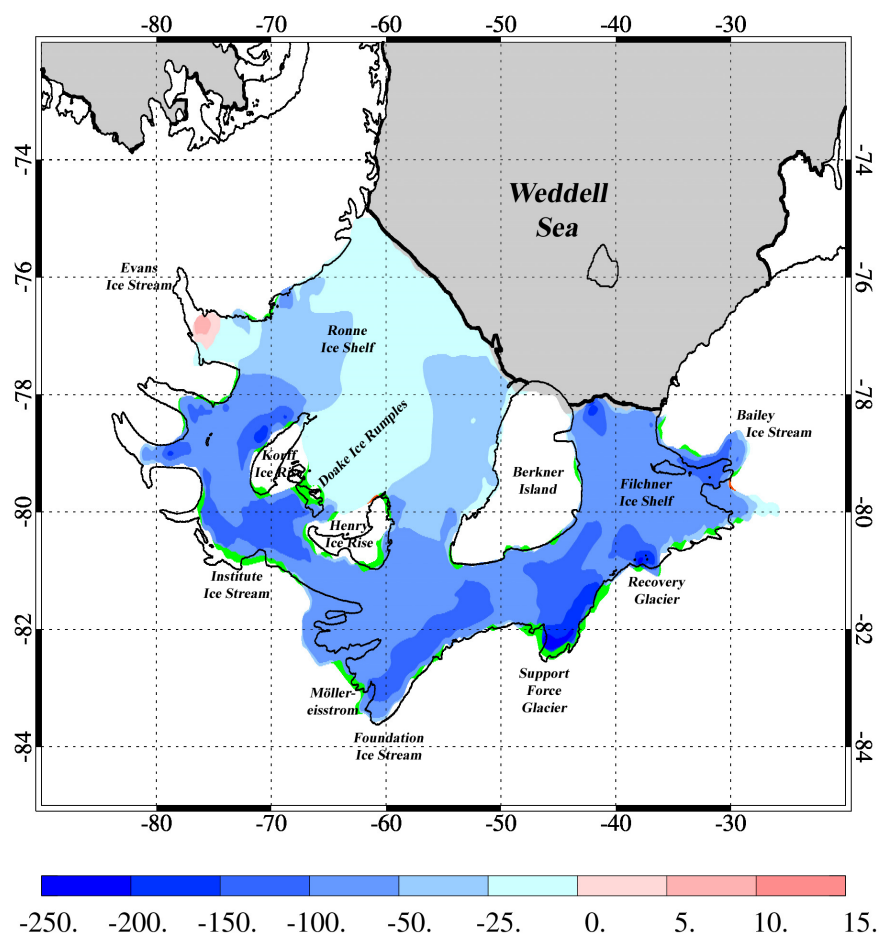 -80 -70 -60 -50 -40 -30
-74 -74
Weddell
Sea
Evans
Ice Stream
-76 -76
Ronne
Ice Shelf
-78 -78
Bailey
Ice Stream
Doake Ice Rumples
Korff
Ice Rise
Berkner
Island
Filchner
Ice Shelf
-80 -80
Henry
Ice Rise
Institute
Ice Stream
Recovery
Glacier
-82 -82
Support
Force
Glacier
Möller-
eisstrom
Foundation
Ice Stream
-84 -84
-80 -70 -60 -50 -40 -30
-250. -200. -150. -100. -50. -25. 0. 5. 10. 15.